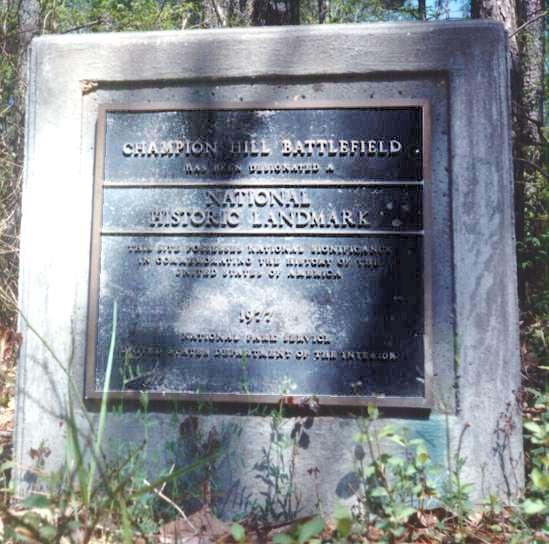 CHAMPION HILL BATTLEFIELD
HAS BEEN DESIGNATED A
NATIONAL
HISTORIC LANDMARK
THIS SITE POSSESSES NATIONAL SIGNIFICANCE
IN COMMEMORATING THE HISTORY OF THE
UNITED STATES OF AMERICA
1977
NATIONAL PARK SERVICE
UNITED STATES DEPARTMENT OF THE INTERIOR